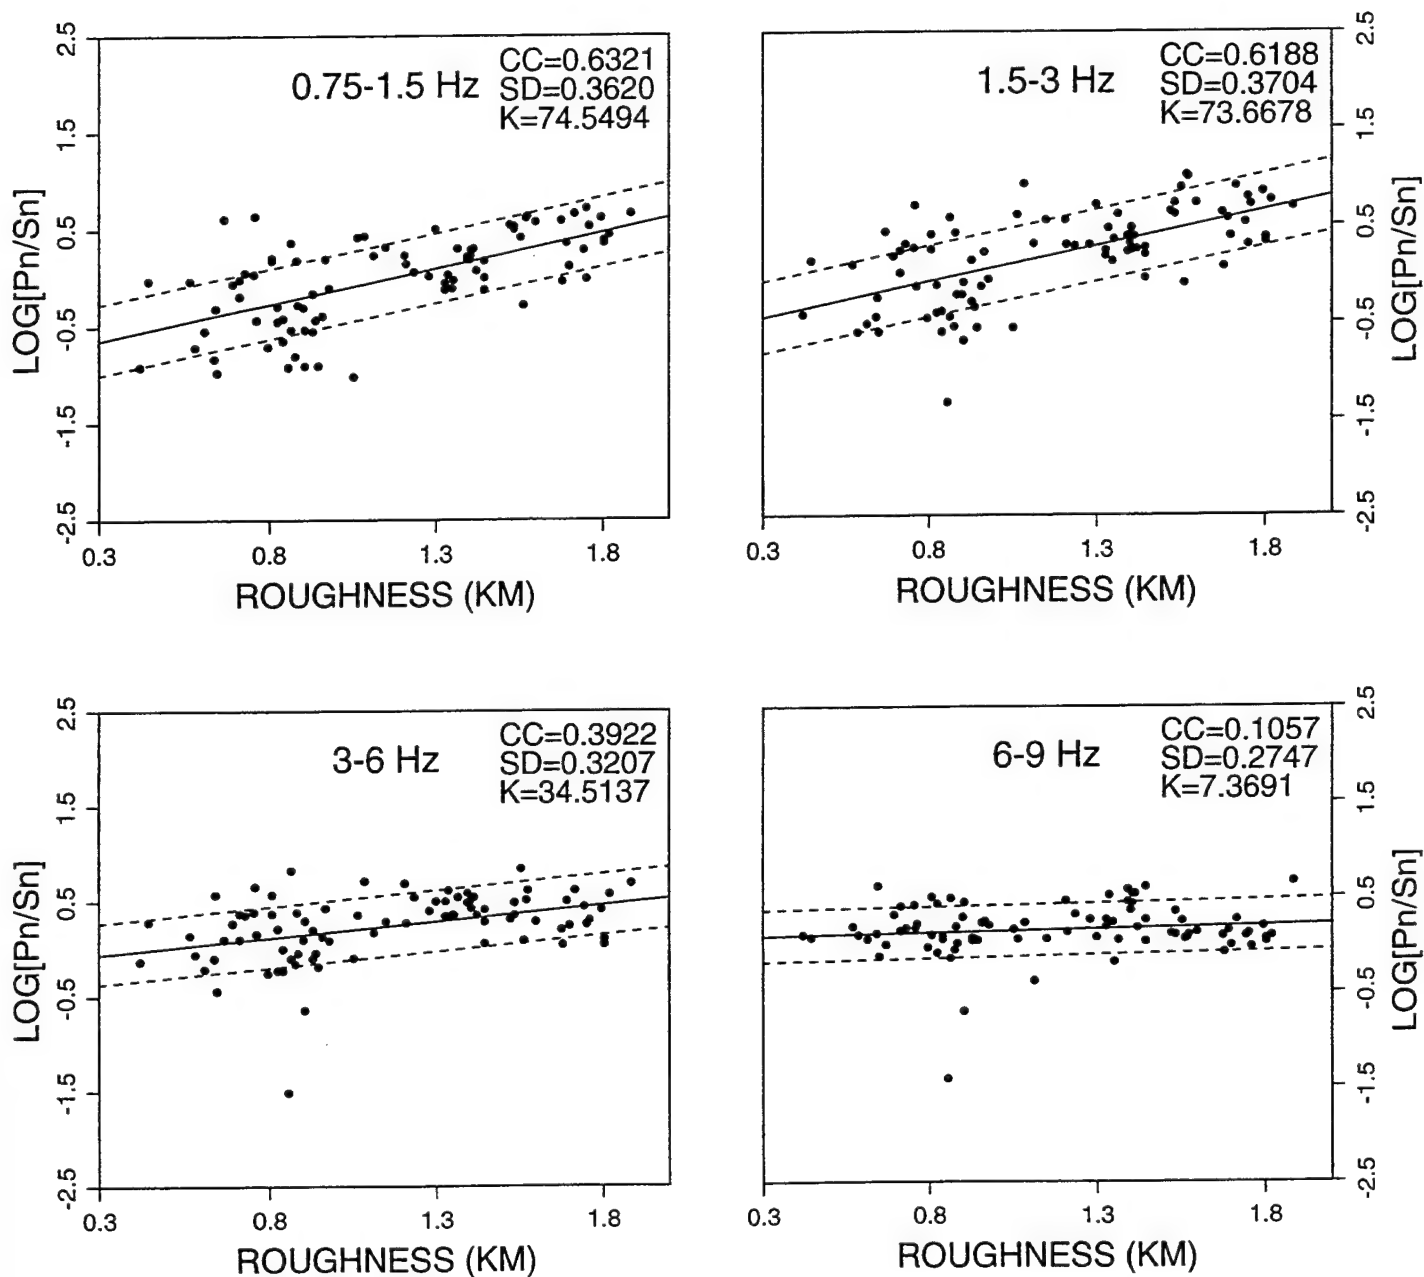 2.5
1.5
0.5
-0.5
-1.5
-2.5
LOG[Pn/Sn]
0.75-1.5 Hz
CC=0.6321
SD=0.3620
K=74.5494
0.3 0.8 1.3 1.8
ROUGHNESS (KM)
1.5-3 Hz
CC=0.6188
SD=0.3704
K=73.6678
2.5
1.5
0.5
-0.5
-1.5
-2.5
LOG[Pn/Sn]
0.3 0.8 1.3 1.8
ROUGHNESS (KM)
2.5
1.5
0.5
-0.5
-1.5
-2.5
LOG[Pn/Sn]
3-6 Hz
CC=0.3922
SD=0.3207
K=34.5137
0.3 0.8 1.3 1.8
ROUGHNESS (KM)
6-9 Hz
CC=0.1057
SD=0.2747
K=7.3691
2.5
1.5
0.5
-0.5
-1.5
-2.5
LOG[Pn/Sn]
0.3 0.8 1.3 1.8
ROUGHNESS (KM)